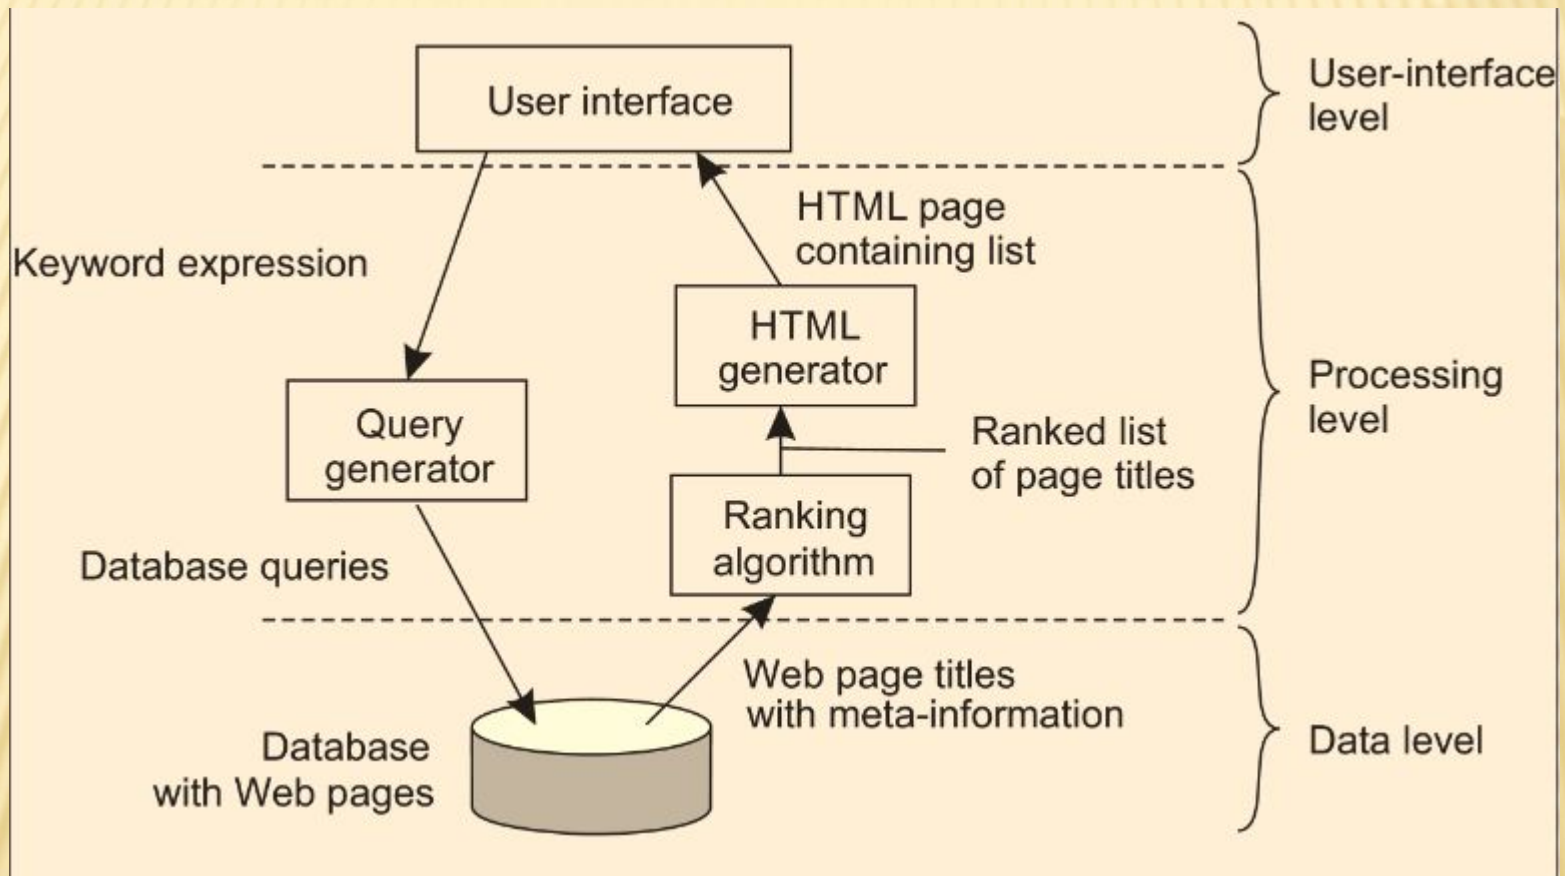 User interface
User-interface
level
HTML page
containing list
Keyword expression
HTML
generator
Processing
level
Query
generator
Ranked list
of page titles
Ranking
algorithm
Database queries
Web page titles
with meta-information
Database
with Web pages
Data level